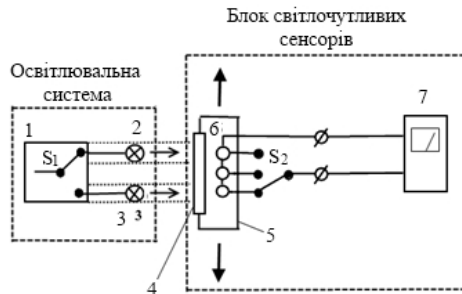 Блок світлочутливих
сенсорів
Освітлювальна
система
1
2
6
7
S1
S2
3 3
5
4